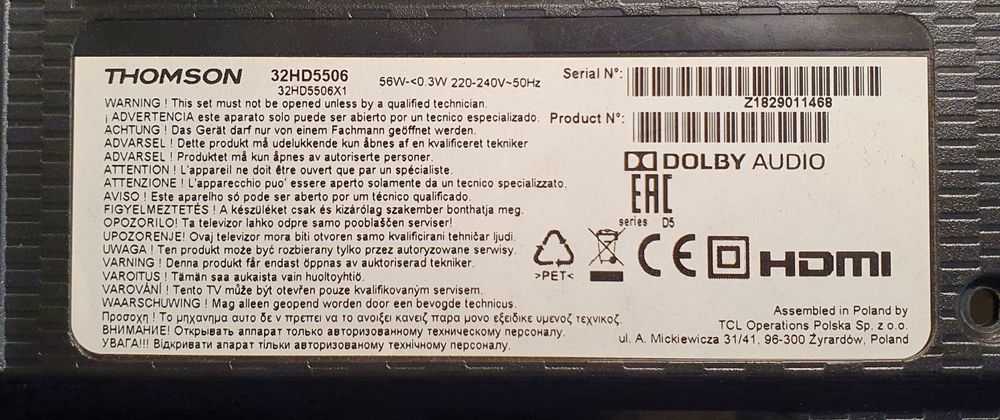 THOMSON 32HD5506
32HD5506X1
56W-<0.3W 220-240V~50Hz
Serial N°:
Z1829011468
Product N°:
WARNING ! This set must not be opened unless by a qualified technician.
¡ ADVERTENCIA este aparato solo puede ser abierto por un tecnico especializado.
ACHTUNG ! Das Gerät darf nur von einem Fachmann geöffnet werden.
ADVARSEL ! Dette produkt må udelukkende kun åbnes af en kvalificeret tekniker
ADVARSEL ! Produktet må kun åpnes av autoriserte personer.
ATTENTION ! L'appareil ne doit être ouvert que par un spécialiste.
ATTENZIONE ! L'apparecchio puo' essere aperto solamente da un tecnico specializzato.
AVISO ! Este aparelho só pode ser aberto por um técnico qualificado.
FIGYELMEZTETÉS ! A készüléket csak és kizárólag szakember bonthatja meg.
OPOZORILO! Ta televizor lahko odpre samo pooblaščen serviser!
UPOZORENJE! Ovaj televizor mora biti otvoren samo kvalificirani tehničar ljudi.
UWAGA ! Ten produkt może być rozbierany tylko przez autoryzowane serwisy.
VARNING ! Denna produkt får endast öppnas av auktoriserad tekniker.
VAROITUS ! Tämän saa aukaista vain huoltoyhtiö.
VAROVÁNÍ ! Tento TV může být otevřen pouze kvalifikovaným servisem.
WAARSCHUWING ! Mag alleen geopend worden door een bevogde technicus.
Προσοχη ! Το μηχανημα αυτο δε ν πρεπει να το ανοιξει κανεις παρα μονο εξειδικε υμενος τεχνικος.
ВНИМАНИЕ! Открывать аппарат только авторизованному техническому персоналу.
УВАГА!!! Відкривати апарат тільки авторизованому технічному персоналу.
DOLBY AUDIO
EAC
series D5
>PET<
CE
HDMI
Assembled in Poland by
TCL Operations Polska Sp. z o.o.
ul. A. Mickiewicza 31/41, 96-300 Żyrardów, Poland